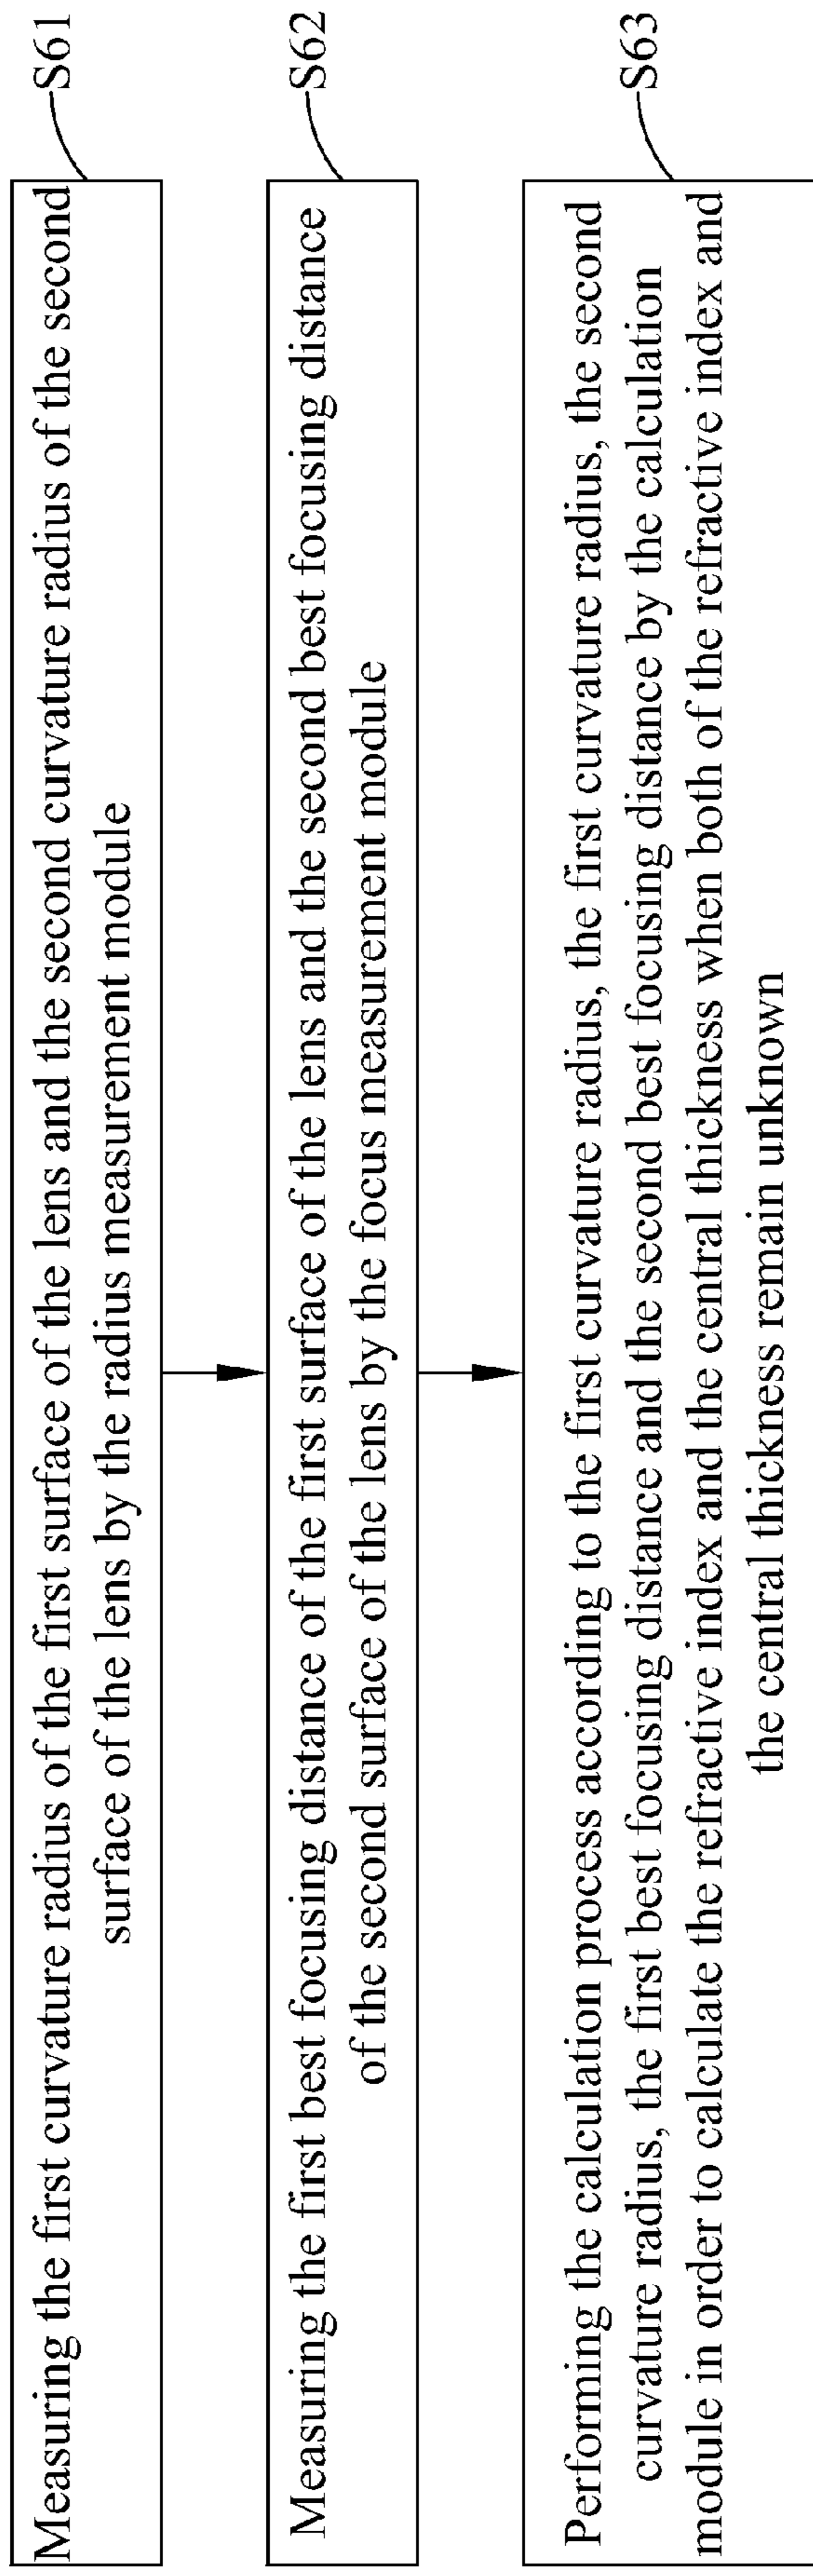 Measuring the first curvature radius of the first surface of the lens and the second curvature radius of the second
surface of the lens by the radius measurement module
S61
Measuring the first best focusing distance of the first surface of the lens and the second best focusing distance
of the second surface of the lens by the focus measurement module
S62
Performing the calculation process according to the first curvature radius, the first curvature radius, the second
curvature radius, the first best focusing distance and the second best focusing distance by the calculation
module in order to calculate the refractive index and the central thickness when both of the refractive index and
the central thickness remain unknown
S63